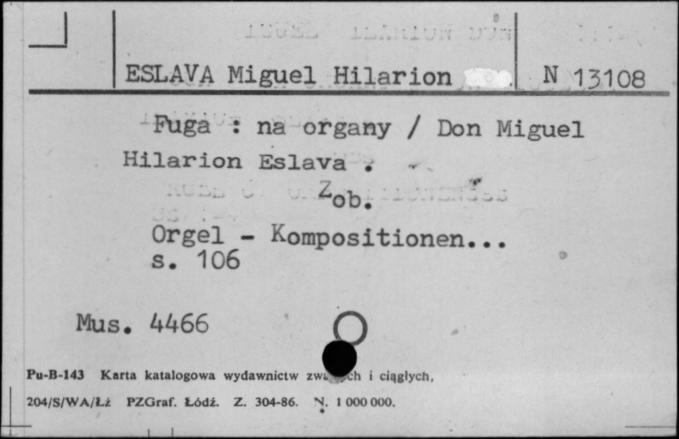 ESLAVA Miguel Hilarion N 13108
Fuga : na organy / Don Miguel
Hilarion Eslava .
Zob.
Orgel - Kompositionen...
s. 106
Mus. 4466
Pu-B-143 Karta katalogowa wydawnictw i ciągłych,
204/S/WA/Łż PZGraf. Łódź. Z. 304-86. N. 1 000 000.